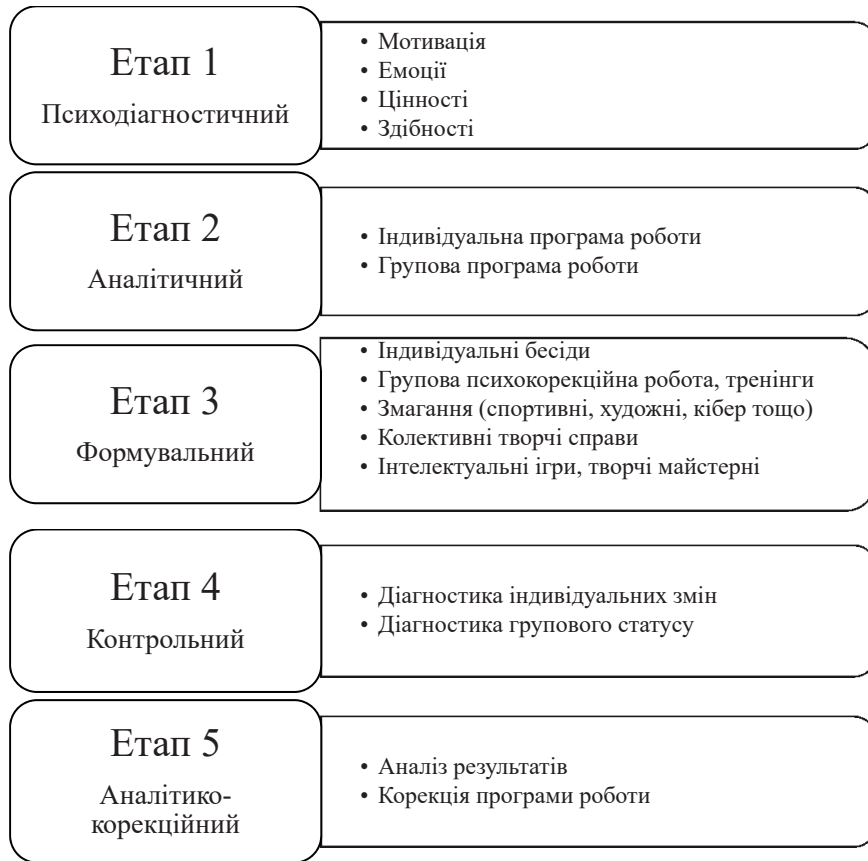 Етап 1
Психодіагностичний
• Мотивація
• Емоції
• Цінності
• Здібності
Етап 2
Аналітичний
• Індивідуальна програма роботи
• Групова програма роботи
Етап 3
Формувальний
• Індивідуальні бесіди
• Групова психокорекційна робота, тренінги
• Змагання (спортивні, художні, кібер тощо)
• Колективні творчі справи
• Інтелектуальні ігри, творчі майстерні
Етап 4
Контрольний
• Діагностика індивідуальних змін
• Діагностика групового статусу
Етап 5
Аналітико-
корекційний
• Аналіз результатів
• Корекція програми роботи